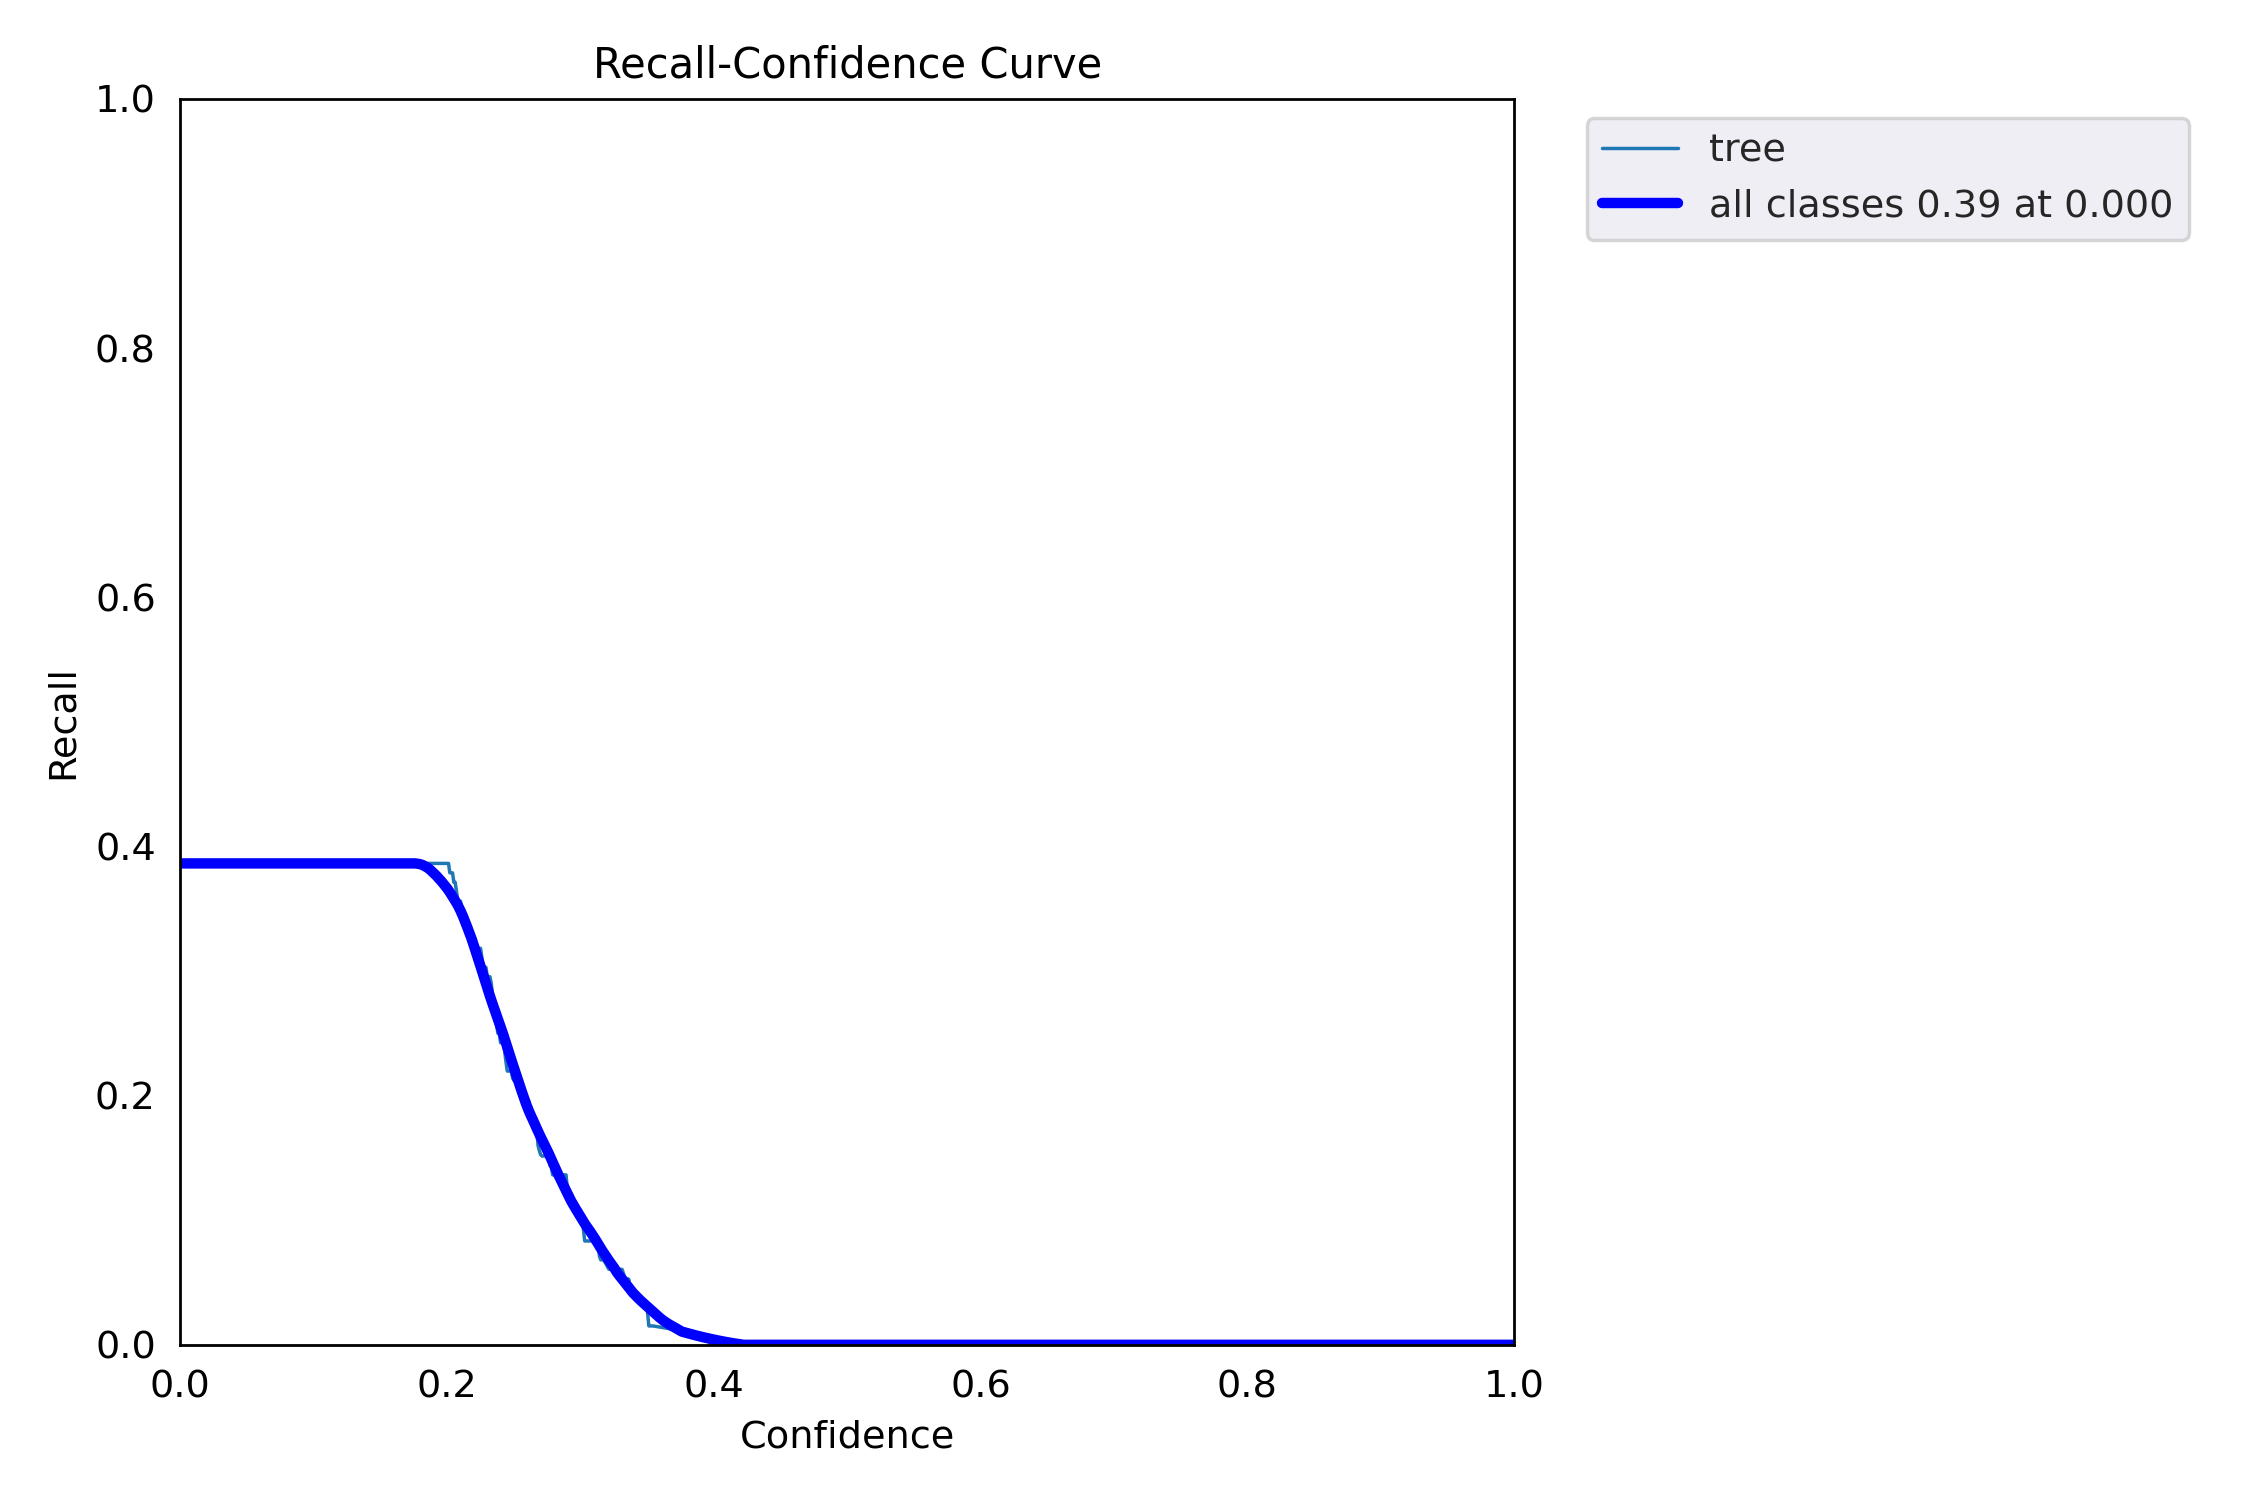 Recall-Confidence Curve
1.0
0.8
0.6
0.4
0.2
0.0
Recall
0.0 0.2 0.4 0.6 0.8 1.0
Confidence
tree
all classes 0.39 at 0.000